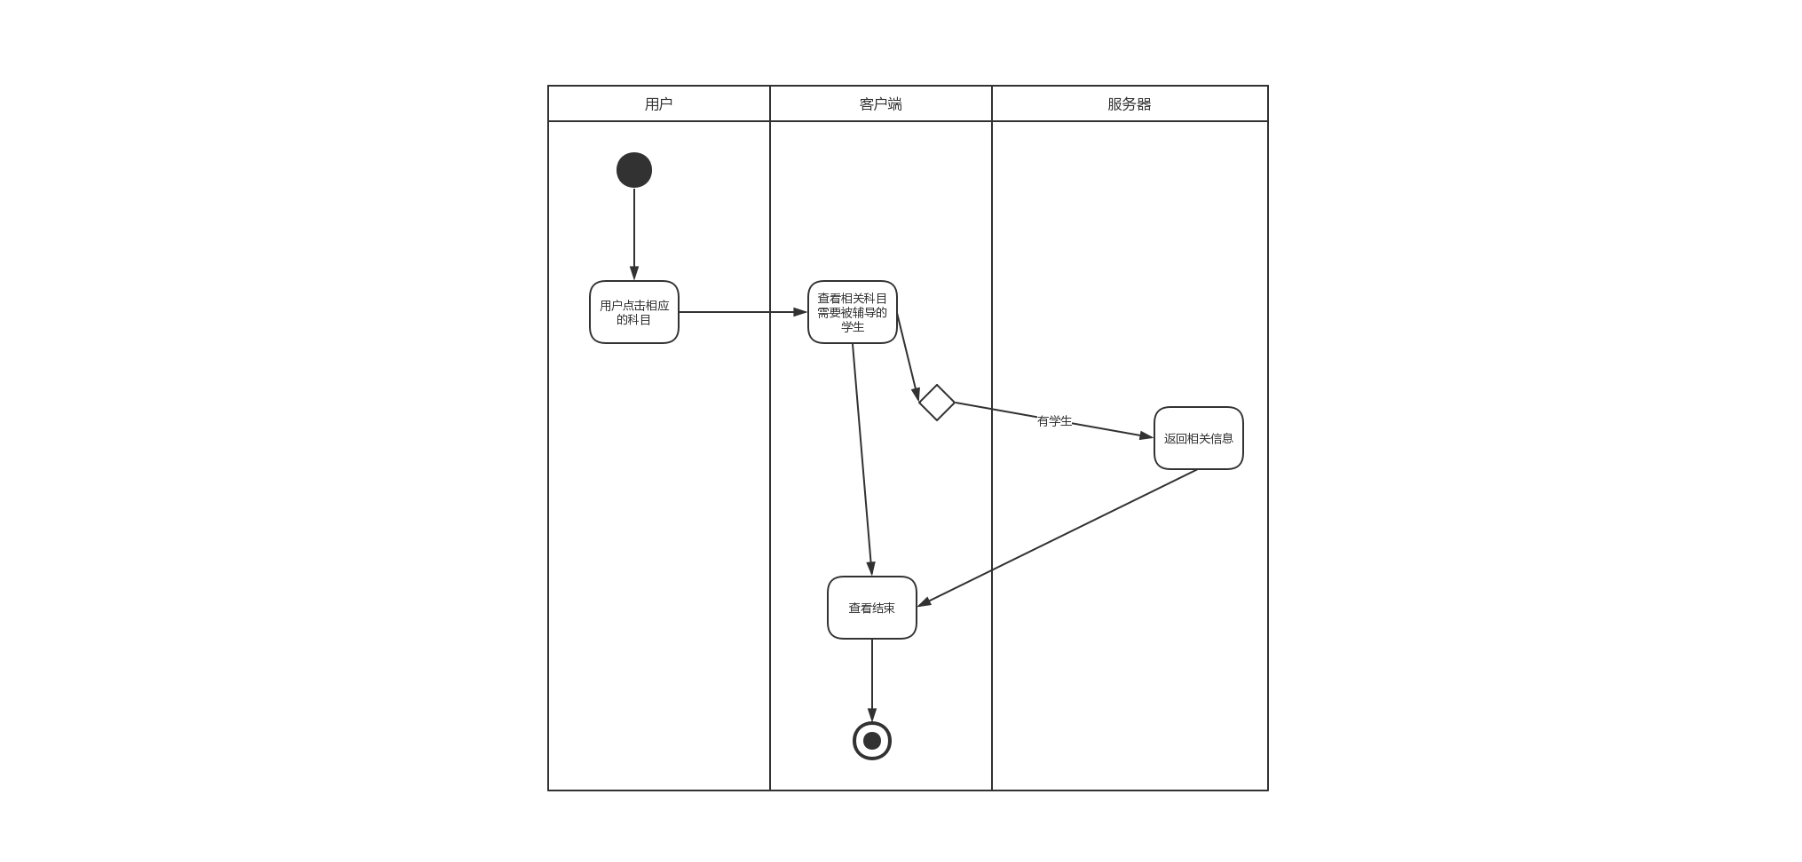 用户
客户端
服务器
用户点击相应
的科目
查看相关科目
需要被辅导的
学生
有学生
返回相关信息
查看结束